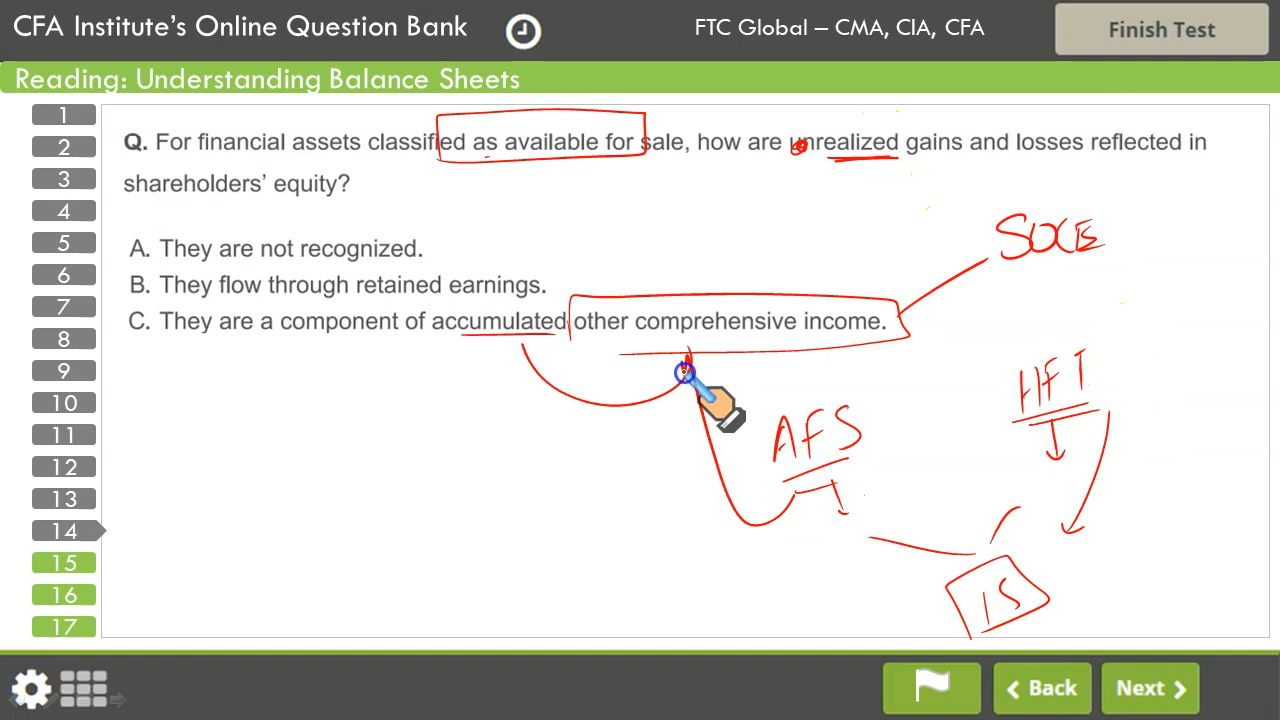 CFA Institute's Online Question Bank
FTC Global – CMA, CIA, CFA
Finish Test
Reading: Understanding Balance Sheets
1
2
3
4
5
6
7
8
9
10
11
12
13
14
15
16
17
Q. For financial assets classified as available for sale, how are unrealized gains and losses reflected in
shareholders' equity?
A. They are not recognized.
B. They flow through retained earnings.
C. They are a component of accumulated other comprehensive income.
SOCE
HFT
AFS
IS
Back
Next